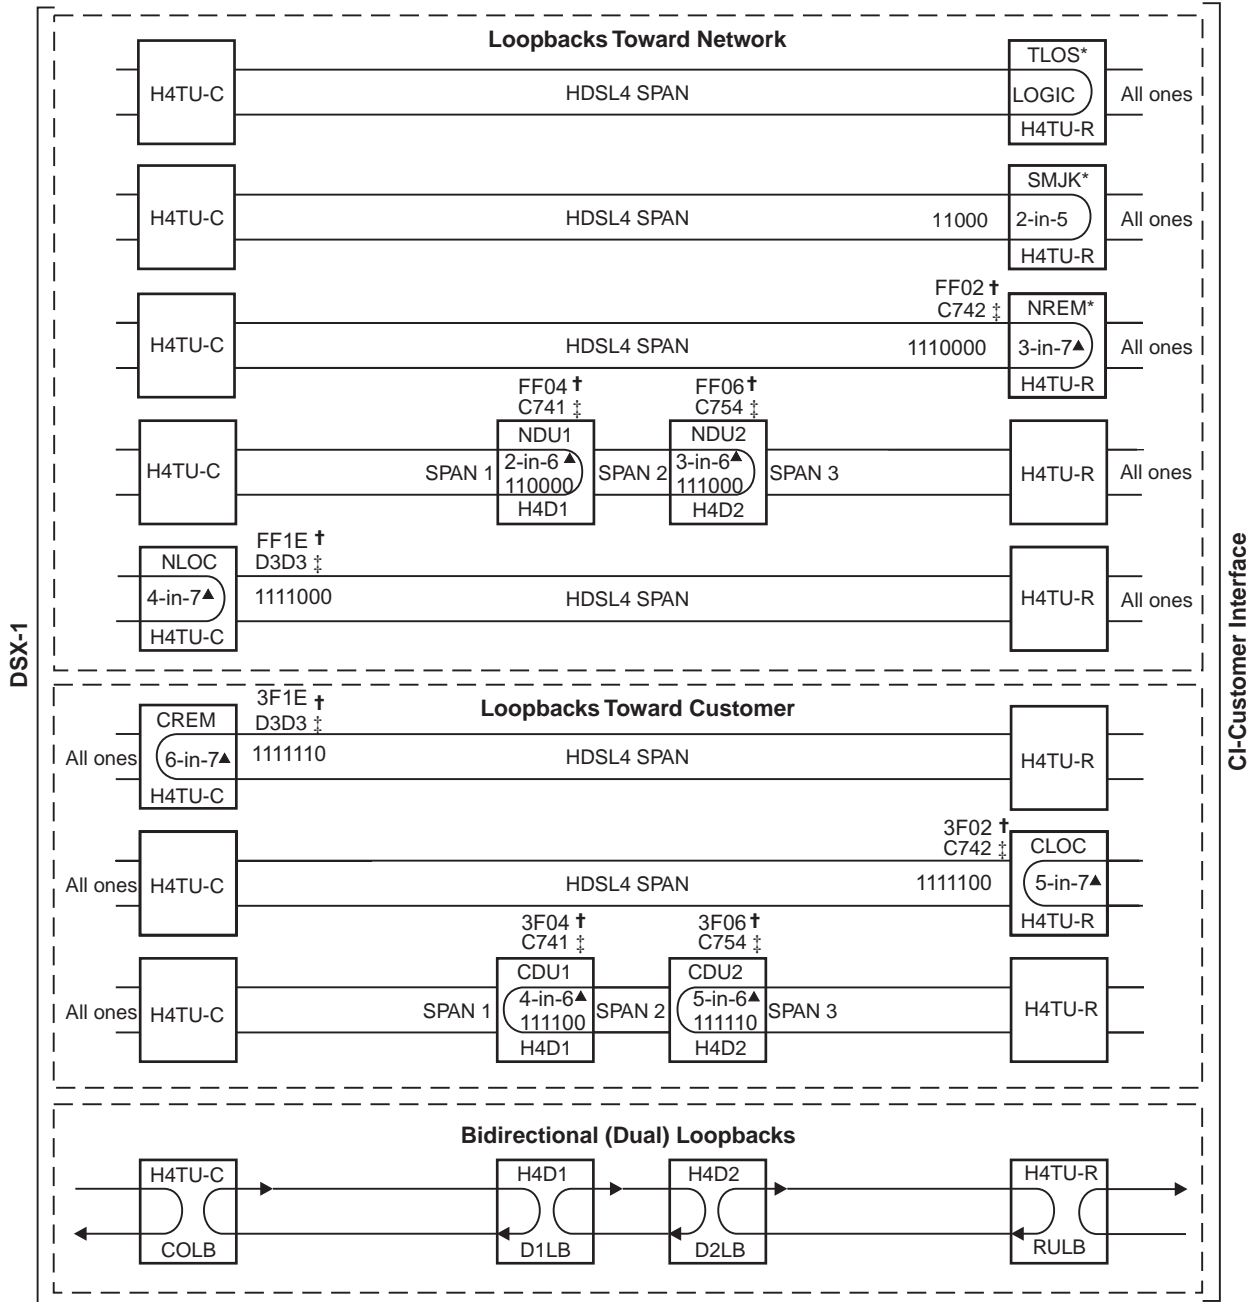 Loopbacks Toward Network
H4TU-C
HDSL4 SPAN
TLOS*
LOGIC
H4TU-R
All ones
H4TU-C
HDSL4 SPAN
11000
SMJK*
2-in-5
H4TU-R
All ones
H4TU-C
HDSL4 SPAN
FF02 †
C742 ‡
1110000
NREM*
3-in-7▲
H4TU-R
All ones
H4TU-C
SPAN 1
FF04 †
C741 ‡
NDU1
2-in-6 ▲
110000
H4D1
SPAN 2
FF06 †
C754 ‡
NDU2
3-in-6▲
111000
H4D2
SPAN 3
H4TU-R
All ones
NLOC
4-in-7▲
H4TU-C
FF1E †
D3D3 ‡
1111000
HDSL4 SPAN
H4TU-R
All ones
DSX-1
CI-Customer Interface
Loopbacks Toward Customer
All ones
CREM
6-in-7▲
H4TU-C
3F1E †
D3D3 ‡
1111110
HDSL4 SPAN
H4TU-R
All ones
H4TU-C
HDSL4 SPAN
3F02 †
C742 ‡
1111100
CLOC
5-in-7▲
H4TU-R
All ones
H4TU-C
SPAN 1
3F04 †
C741 ‡
CDU1
4-in-6▲
111100
H4D1
SPAN 2
3F06 †
C754 ‡
CDU2
5-in-6▲
111110
H4D2
SPAN 3
H4TU-R
Bidirectional (Dual) Loopbacks
H4TU-C
COLB
H4D1
D1LB
H4D2
D2LB
H4TU-R
RULB